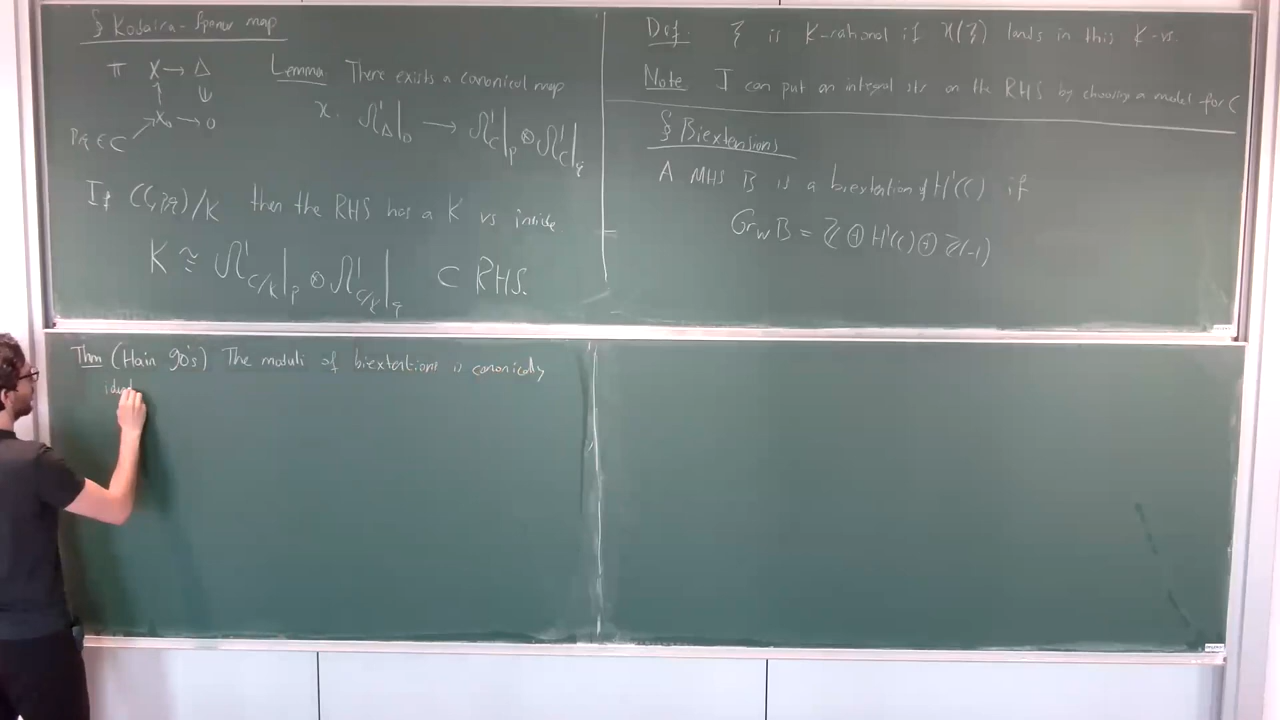 § Kodaira-Spencer map
π X → Δ
↑ ψ
X₀ → 0
p,q ∈ C
Lemma There exists a canonical map
ϰ: Ω¹_Δ|₀ → Ω¹_C|_p ⊗ Ω¹_C|_q
If (C,p,q)/K then the RHS has a K vs inside
K ≅ Ω¹_{C/K}|_p ⊗ Ω¹_{C/K}|_q ⊂ RHS.
Def: ξ is K-rational if ϰ(ξ) lands in this K-vs.
Note I can put an integral str on the RHS by choosing a model for C
§ Biextensions
A MHS B is a biextention of H¹(C) if
Gr_W B = ℤ ⊕ H¹(C) ⊕ ℤ(-1)
Thm (Hain 90's) The moduli of biextentions is canonically